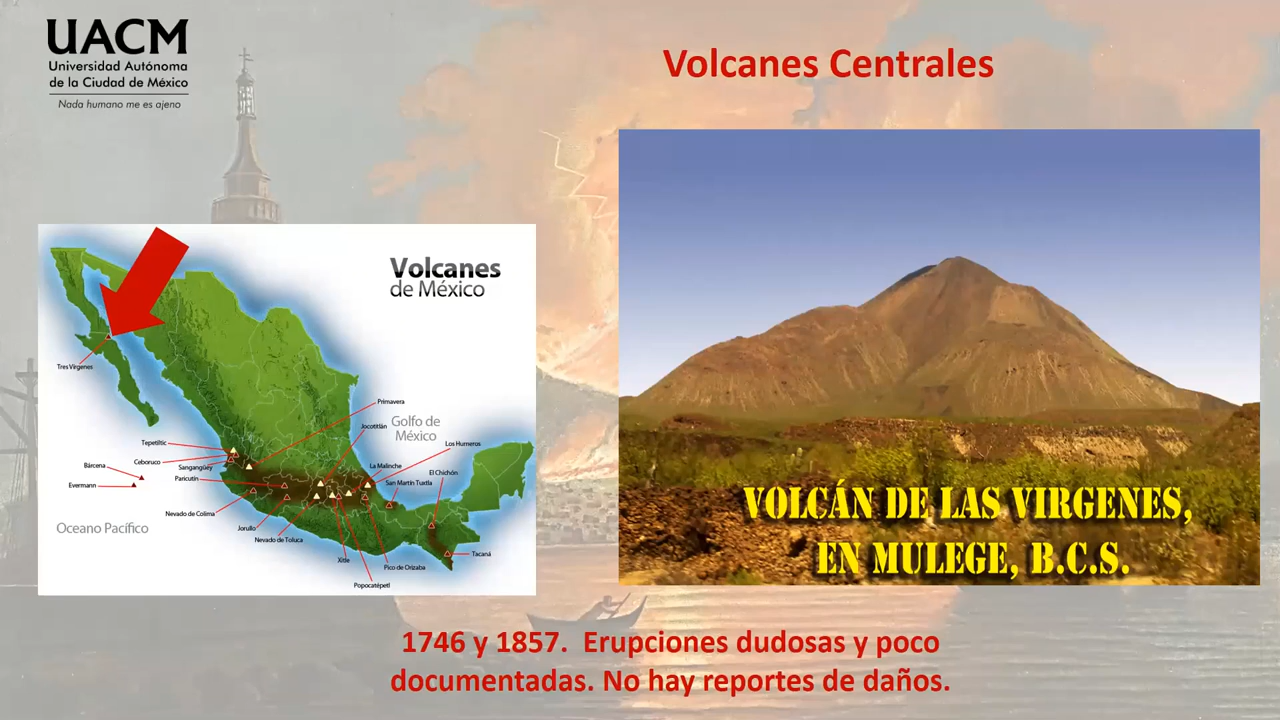 UACM
Universidad Autónoma
de la Ciudad de México
Nada humano me es ajeno
Volcanes Centrales
Volcanes
de México
Tres Vírgenes
Primavera
Golfo de
México
Jocotitlán
Los Humeros
Tepetiltic
Ceboruco
Sangangüey
La Malinche
El Chichón
Bárcena
Paricutín
San Martín Tuxtla
Evermann
Nevado de Colima
Oceano Pacífico
Jorullo
Nevado de Toluca
Tacaná
Xitle
Pico de Orizaba
Popocatépetl
VOLCÁN DE LAS VIRGENES,
EN MULEGE, B.C.S.
1746 y 1857. Erupciones dudosas y poco
documentadas. No hay reportes de daños.